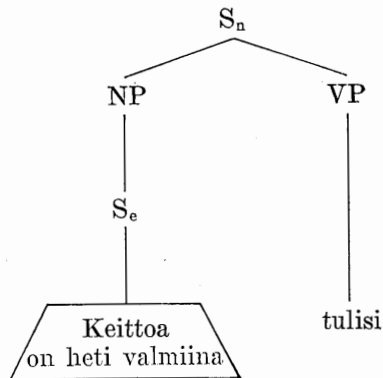 Sₙ
NP VP
Sₑ
Keittoa
on heti valmiina
tulisi